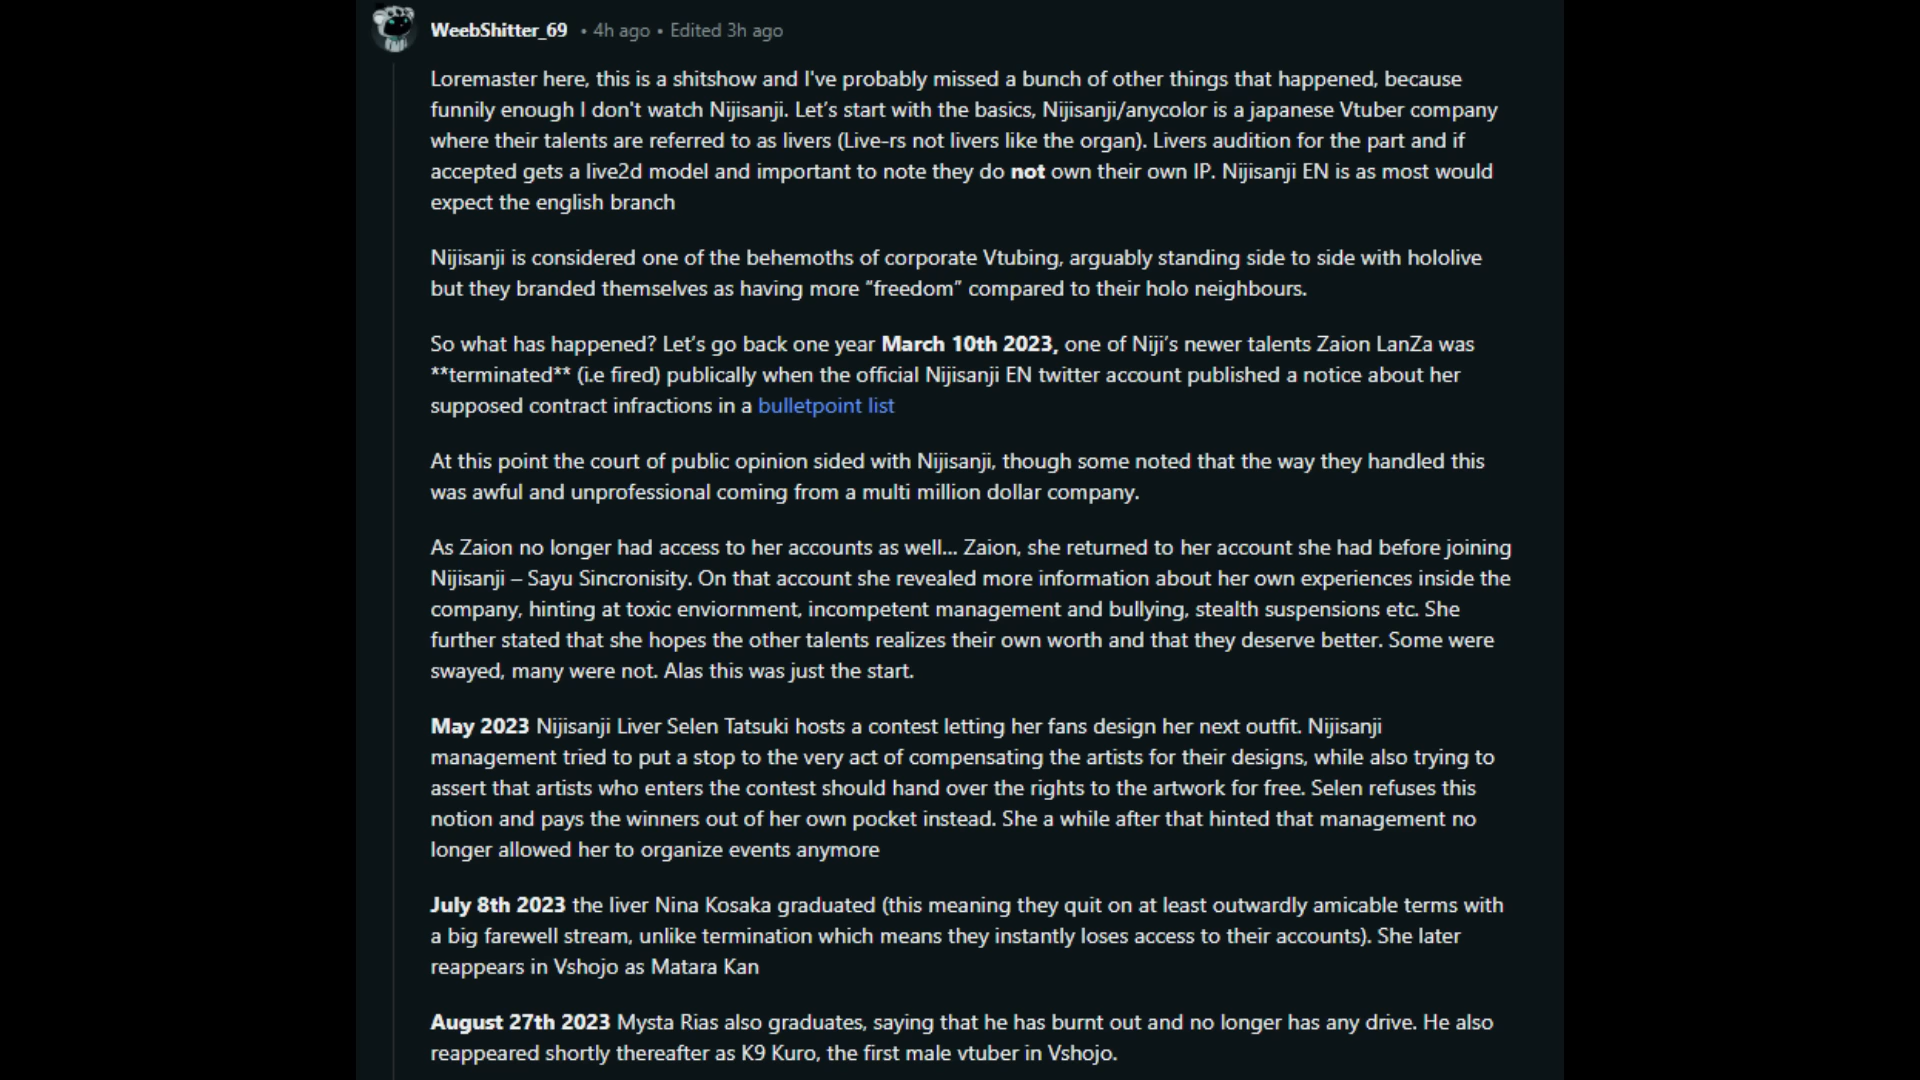 WeebShitter_69 • 4h ago • Edited 3h ago
Loremaster here, this is a shitshow and I've probably missed a bunch of other things that happened, because
funnily enough I don't watch Nijisanji. Let’s start with the basics, Nijisanji/anycolor is a japanese Vtuber company
where their talents are referred to as livers (Live-rs not livers like the organ). Livers audition for the part and if
accepted gets a live2d model and important to note they do not own their own IP. Nijisanji EN is as most would
expect the english branch
Nijisanji is considered one of the behemoths of corporate Vtubing, arguably standing side to side with hololive
but they branded themselves as having more “freedom” compared to their holo neighbours.
So what has happened? Let’s go back one year March 10th 2023, one of Niji’s newer talents Zaion LanZa was
**terminated** (i.e fired) publically when the official Nijisanji EN twitter account published a notice about her
supposed contract infractions in a bulletpoint list
At this point the court of public opinion sided with Nijisanji, though some noted that the way they handled this
was awful and unprofessional coming from a multi million dollar company.
As Zaion no longer had access to her accounts as well... Zaion, she returned to her account she had before joining
Nijisanji – Sayu Sincronisity. On that account she revealed more information about her own experiences inside the
company, hinting at toxic enviornment, incompetent management and bullying, stealth suspensions etc. She
further stated that she hopes the other talents realizes their own worth and that they deserve better. Some were
swayed, many were not. Alas this was just the start.
May 2023 Nijisanji Liver Selen Tatsuki hosts a contest letting her fans design her next outfit. Nijisanji
management tried to put a stop to the very act of compensating the artists for their designs, while also trying to
assert that artists who enters the contest should hand over the rights to the artwork for free. Selen refuses this
notion and pays the winners out of her own pocket instead. She a while after that hinted that management no
longer allowed her to organize events anymore
July 8th 2023 the liver Nina Kosaka graduated (this meaning they quit on at least outwardly amicable terms with
a big farewell stream, unlike termination which means they instantly loses access to their accounts). She later
reappears in Vshojo as Matara Kan
August 27th 2023 Mysta Rias also graduates, saying that he has burnt out and no longer has any drive. He also
reappeared shortly thereafter as K9 Kuro, the first male vtuber in Vshojo.